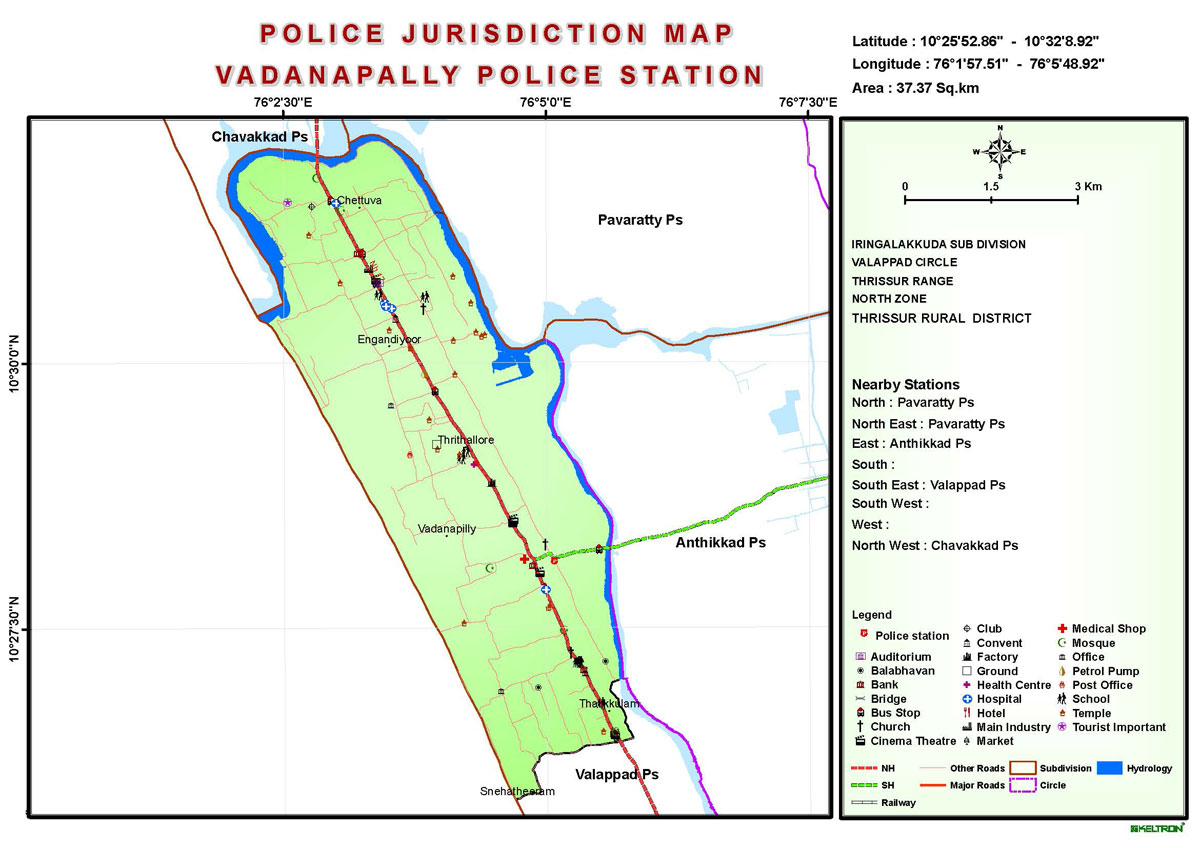 POLICE JURISDICTION MAP
VADANAPALLY POLICE STATION
Latitude : 10°25'52.86" - 10°32'8.92"
Longitude : 76°1'57.51" - 76°5'48.92"
Area : 37.37 Sq.km
76°2'30"E
76°5'0"E
76°7'30"E
10°30'0"N
10°27'30"N
Chavakkad Ps
Chettuva
Pavaratty Ps
Engandiyoor
Thrithallore
Vadanapilly
Anthikkad Ps
Thalikkulam
Valappad Ps
Snehatheeram
N
W E
S
0 1.5 3 Km
IRINGALAKKUDA SUB DIVISION
VALAPPAD CIRCLE
THRISSUR RANGE
NORTH ZONE
THRISSUR RURAL DISTRICT
Nearby Stations
North : Pavaratty Ps
North East : Pavaratty Ps
East : Anthikkad Ps
South :
South East : Valappad Ps
South West :
West :
North West : Chavakkad Ps
Legend
Police station
Auditorium
Balabhavan
Bank
Bridge
Bus Stop
Church
Cinema Theatre
Club
Convent
Factory
Ground
Health Centre
Hospital
Hotel
Main Industry
Market
Medical Shop
Mosque
Office
Petrol Pump
Post Office
School
Temple
Tourist Important
NH
SH
Railway
Other Roads
Major Roads
Subdivision
Circle
Hydrology
KELTRON